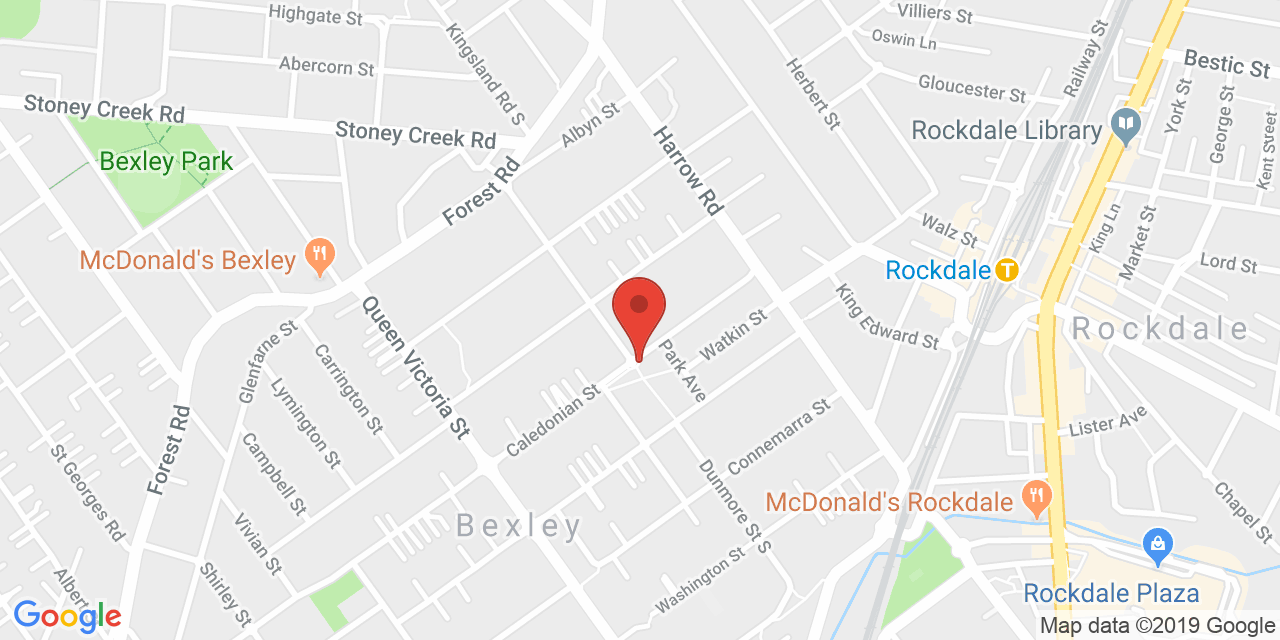 Highgate St
Villiers St
Oswin Ln
Kingsland Rd S
Railway St
Bestic St
Abercorn St
Herbert St
Gloucester St
York St
George St
Stoney Creek Rd
Stoney Creek Rd
Albyn St
Rockdale Library
Kent Street
Harrow Rd
Bexley Park
Forest Rd
King Ln
Market St
Walz St
McDonald's Bexley
Rockdale
T
Lord St
Queen Victoria St
King Edward St
Rockdale
Glenfarne St
Carrington St
Watkin St
Park Ave
Lymington St
Caledonian St
Connemarra St
Lister Ave
Forest Rd
Campbell St
St Georges Rd
Dunmore St S
McDonald's Rockdale
Chapel St
Bexley
Vivian St
Shirley St
Washington St
Rockdale Plaza
Albert
Google
Map data ©2019 Google